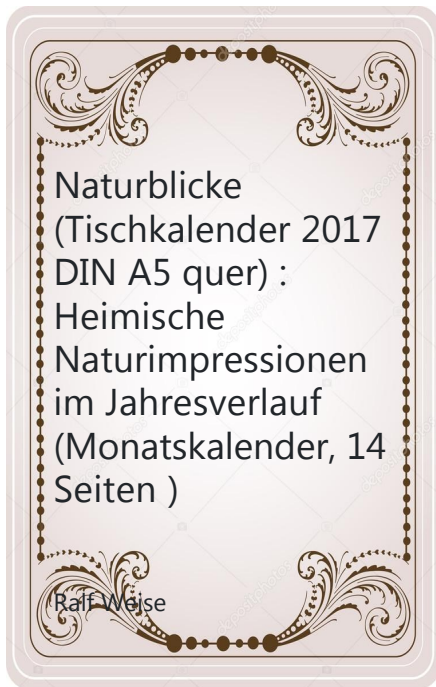 Naturblicke
(Tischkalender 2017
DIN A5 quer) :
Heimische
Naturimpressionen
im Jahresverlauf
(Monatskalender, 14
Seiten )
Ralf Weise